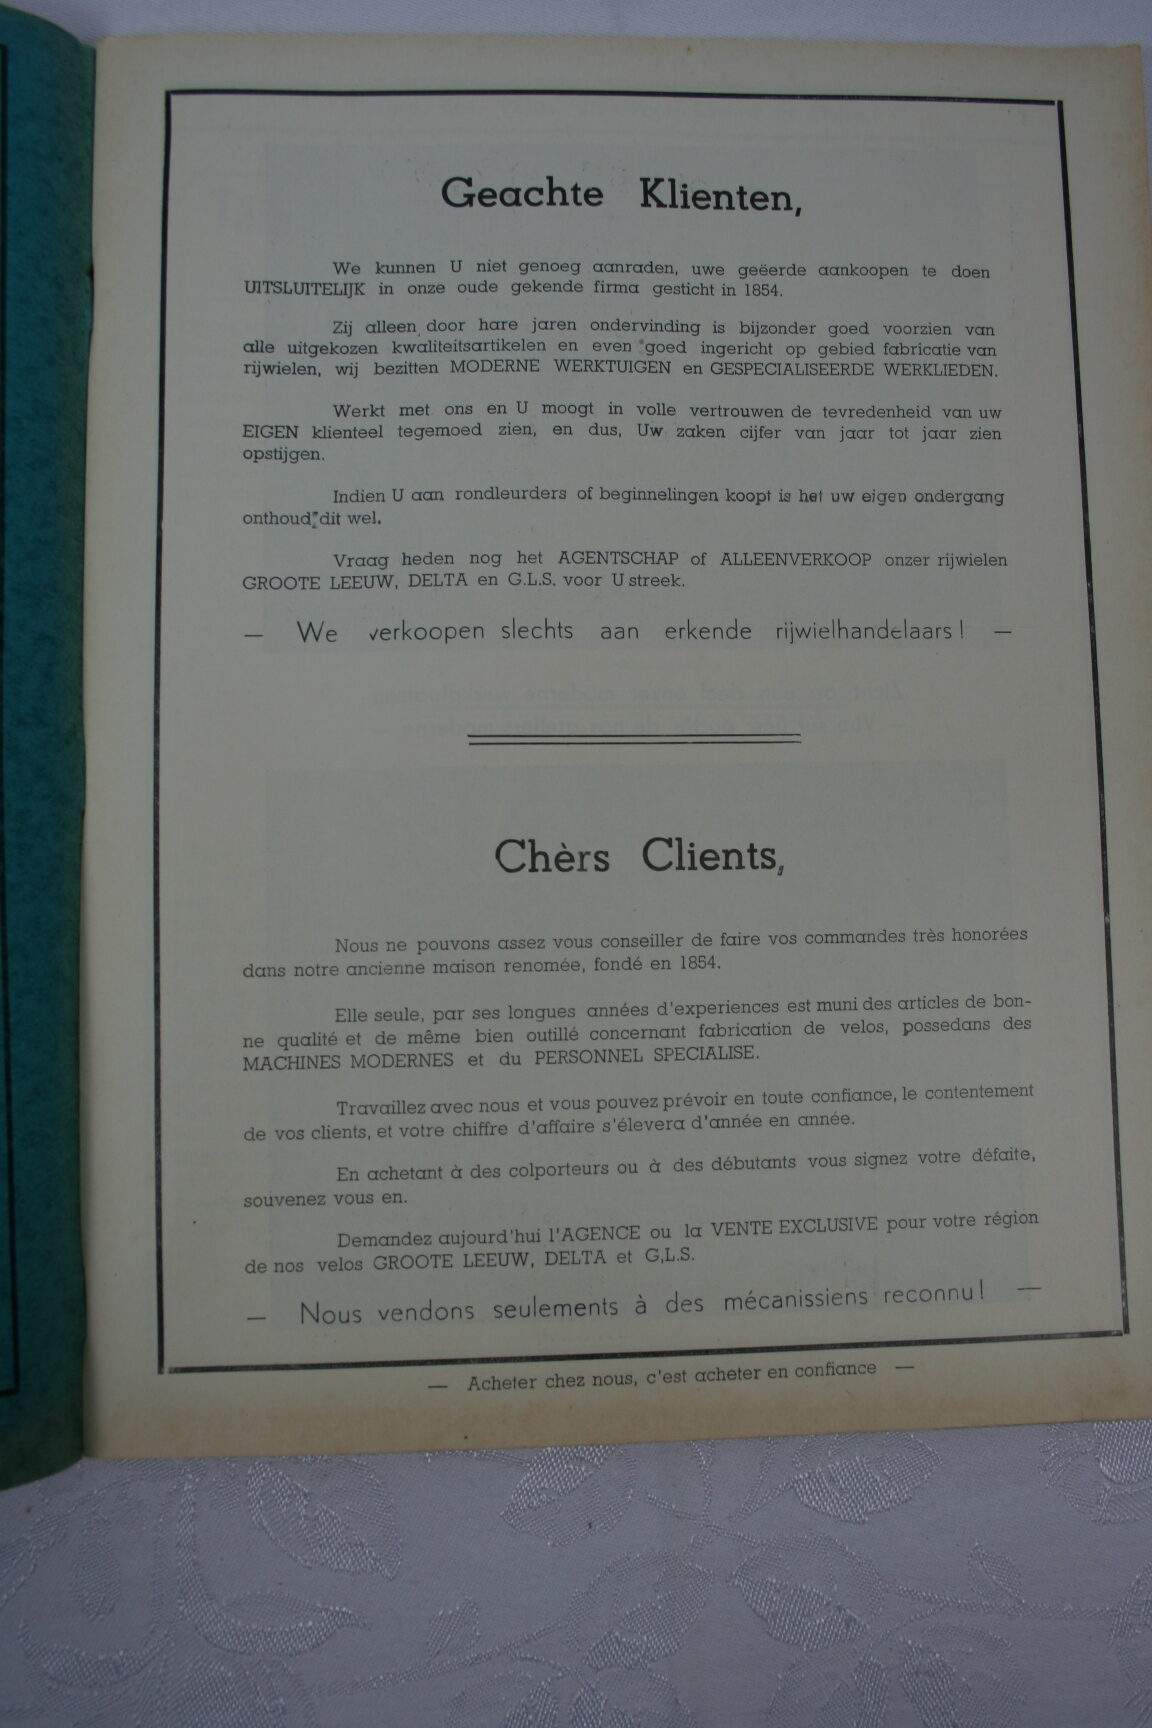 Geachte Klienten,
We kunnen U niet genoeg aanraden, uwe geëerde aankoopen te doen
UITSLUITELIJK in onze oude gekende firma gesticht in 1854.
Zij alleen door hare jaren ondervinding is bijzonder goed voorzien van
alle uitgekozen kwaliteitsartikelen en even goed ingericht op gebied fabricatie van
rijwielen, wij bezitten MODERNE WERKTUIGEN en GESPECIALISEERDE WERKLIEDEN.
Werkt met ons en U moogt in volle vertrouwen de tevredenheid van uw
EIGEN klienteel tegemoed zien, en dus, Uw zaken cijfer van jaar tot jaar zien
opstijgen.
Indien U aan rondleurders of beginnelingen koopt is het uw eigen ondergang
onthoud dit wel.
Vraag heden nog het AGENTSCHAP of ALLEENVERKOOP onzer rijwielen
GROOTE LEEUW, DELTA en G.L.S. voor U streek.
— We verkoopen slechts aan erkende rijwielhandelaars! —
Chèrs Clients,
Nous ne pouvons assez vous conseiller de faire vos commandes très honorées
dans notre ancienne maison renomée, fondé en 1854.
Elle seule, par ses longues années d'experiences est muni des articles de bon-
ne qualité et de même bien outillé concernant fabrication de velos, possedans des
MACHINES MODERNES et du PERSONNEL SPECIALISE.
Travaillez avec nous et vous pouvez prévoir en toute confiance, le contentement
de vos clients, et votre chiffre d'affaire s'élevera d'année en année.
En achetant à des colporteurs ou à des débutants vous signez votre défaite,
souvenez vous en.
Demandez aujourd'hui l'AGENCE ou la VENTE EXCLUSIVE pour votre région
de nos velos GROOTE LEEUW, DELTA et G,L.S.
— Nous vendons seulements à des mécanissiens reconnu! —
— Acheter chez nous, c'est acheter en confiance —